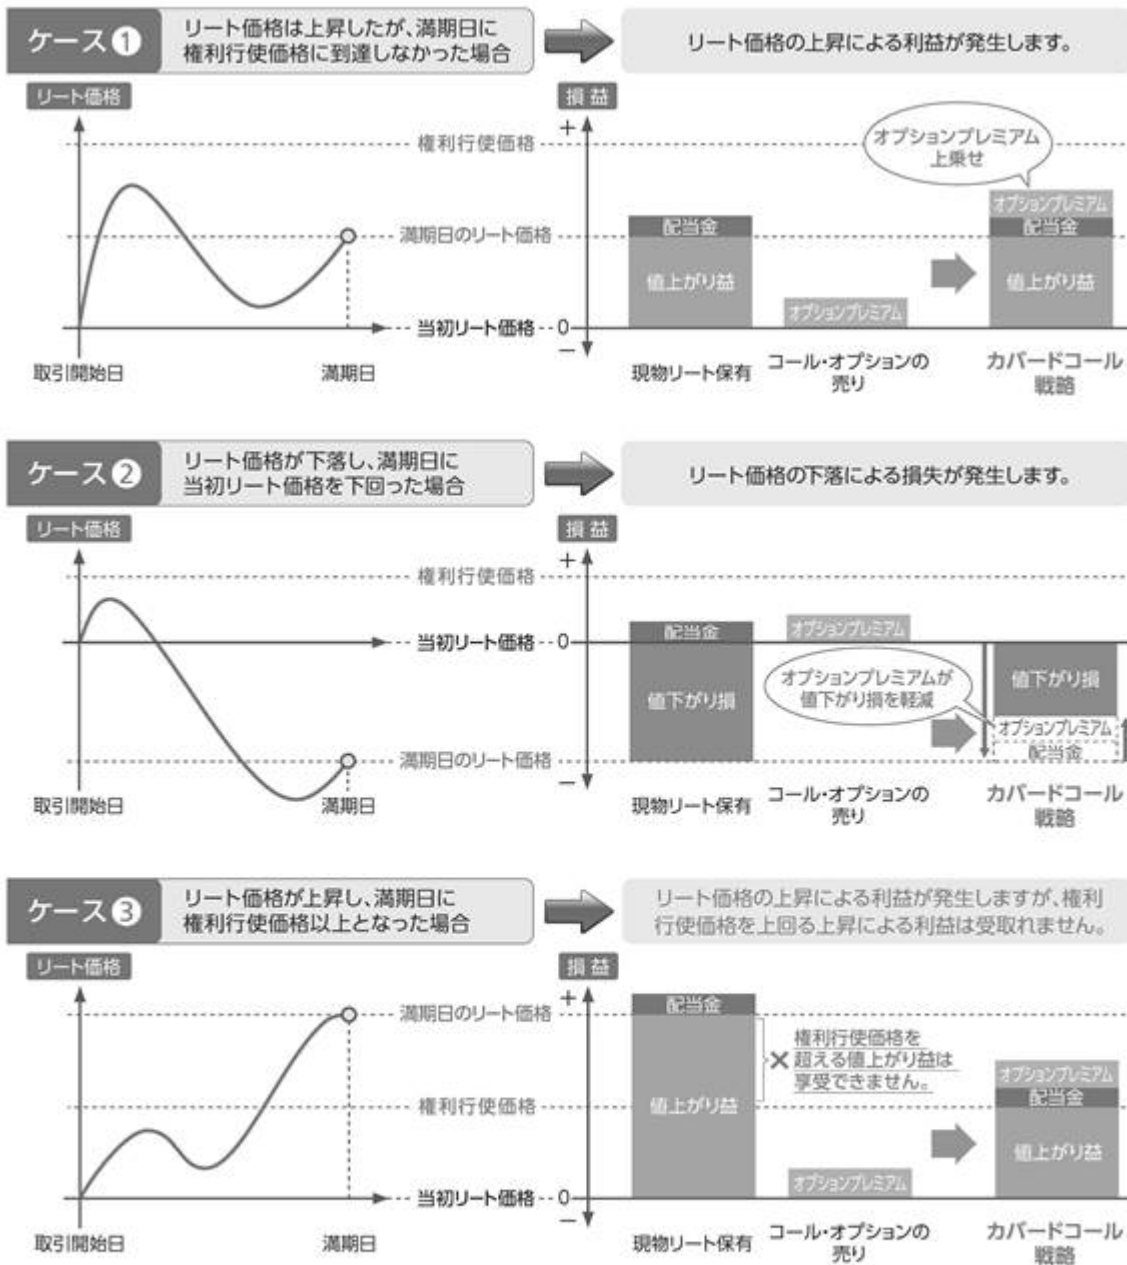 ケース❶
リート価格は上昇したが、満期日に
権利行使価格に到達しなかった場合
リート価格の上昇による利益が発生します。
リート価格
損益
+
権利行使価格
オプションプレミアム
上乗せ
オプションプレミアム
配当金
配当金
満期日のリート価格
値上がり益
値上がり益
オプションプレミアム
当初リート価格
0
−
取引開始日
満期日
現物リート保有
コール・オプションの
売り
カバードコール
戦略
ケース❷
リート価格が下落し、満期日に
当初リート価格を下回った場合
リート価格の下落による損失が発生します。
リート価格
損益
+
権利行使価格
配当金
オプションプレミアム
当初リート価格
0
値下がり損
オプションプレミアムが
値下がり損を軽減
値下がり損
オプションプレミアム
配当金
満期日のリート価格
−
取引開始日
満期日
現物リート保有
コール・オプションの
売り
カバードコール
戦略
ケース❸
リート価格が上昇し、満期日に
権利行使価格以上となった場合
リート価格の上昇による利益が発生しますが、権利
行使価格を上回る上昇による利益は受取れません。
リート価格
損益
+
満期日のリート価格
配当金
×
権利行使価格を
超える値上がり益は
享受できません。
オプションプレミアム
配当金
権利行使価格
値上がり益
値上がり益
オプションプレミアム
当初リート価格
0
−
取引開始日
満期日
現物リート保有
コール・オプションの
売り
カバードコール
戦略